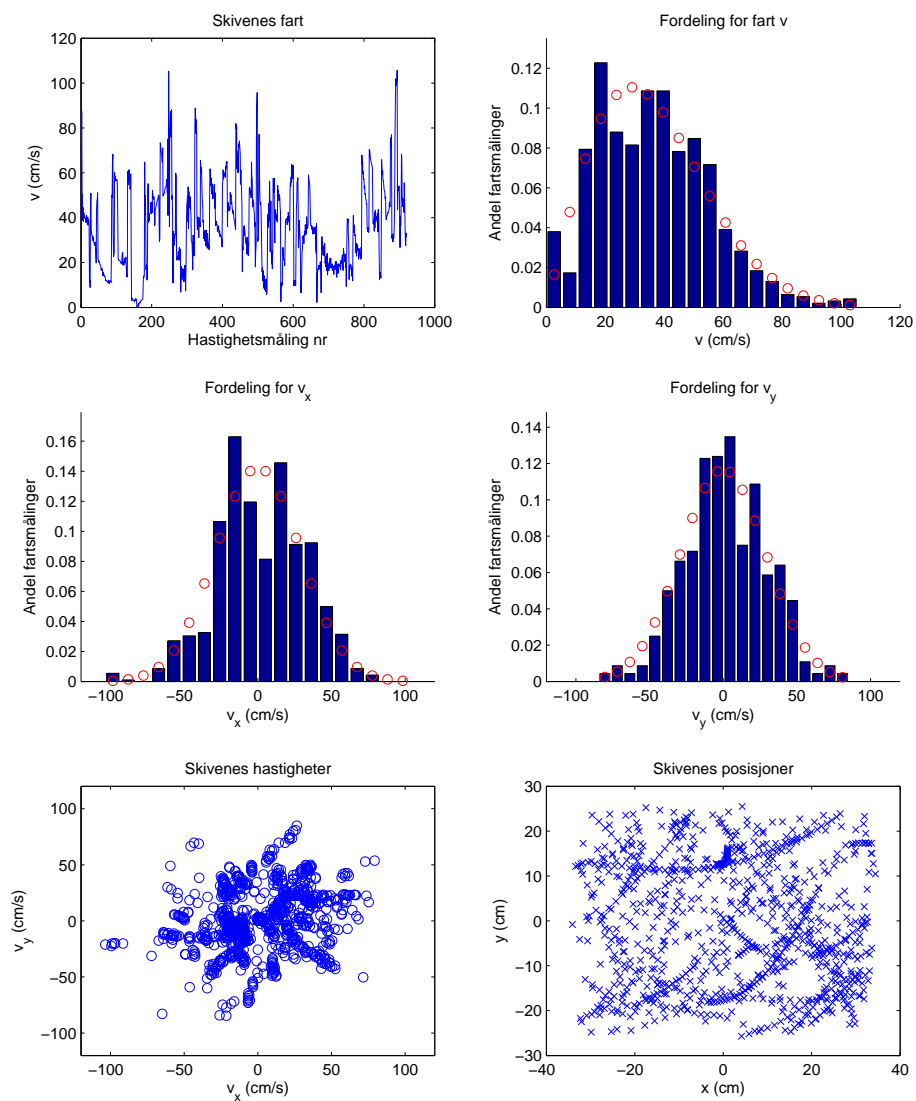 Skivenes fart
120
100
80
60
40
20
0
v (cm/s)
0 200 400 600 800 1000
Hastighetsmåling nr
Fordeling for fart v
0.12
0.1
0.08
0.06
0.04
0.02
0
Andel fartsmålinger
0 20 40 60 80 100 120
v (cm/s)
Fordeling for v_x
0.16
0.14
0.12
0.1
0.08
0.06
0.04
0.02
0
Andel fartsmålinger
−100 −50 0 50 100
v_x (cm/s)
Fordeling for v_y
0.14
0.12
0.1
0.08
0.06
0.04
0.02
0
Andel fartsmålinger
−100 −50 0 50 100
v_y (cm/s)
Skivenes hastigheter
100
50
0
−50
−100
v_y (cm/s)
−100 −50 0 50 100
v_x (cm/s)
Skivenes posisjoner
30
20
10
0
−10
−20
−30
y (cm)
−40 −20 0 20 40
x (cm)